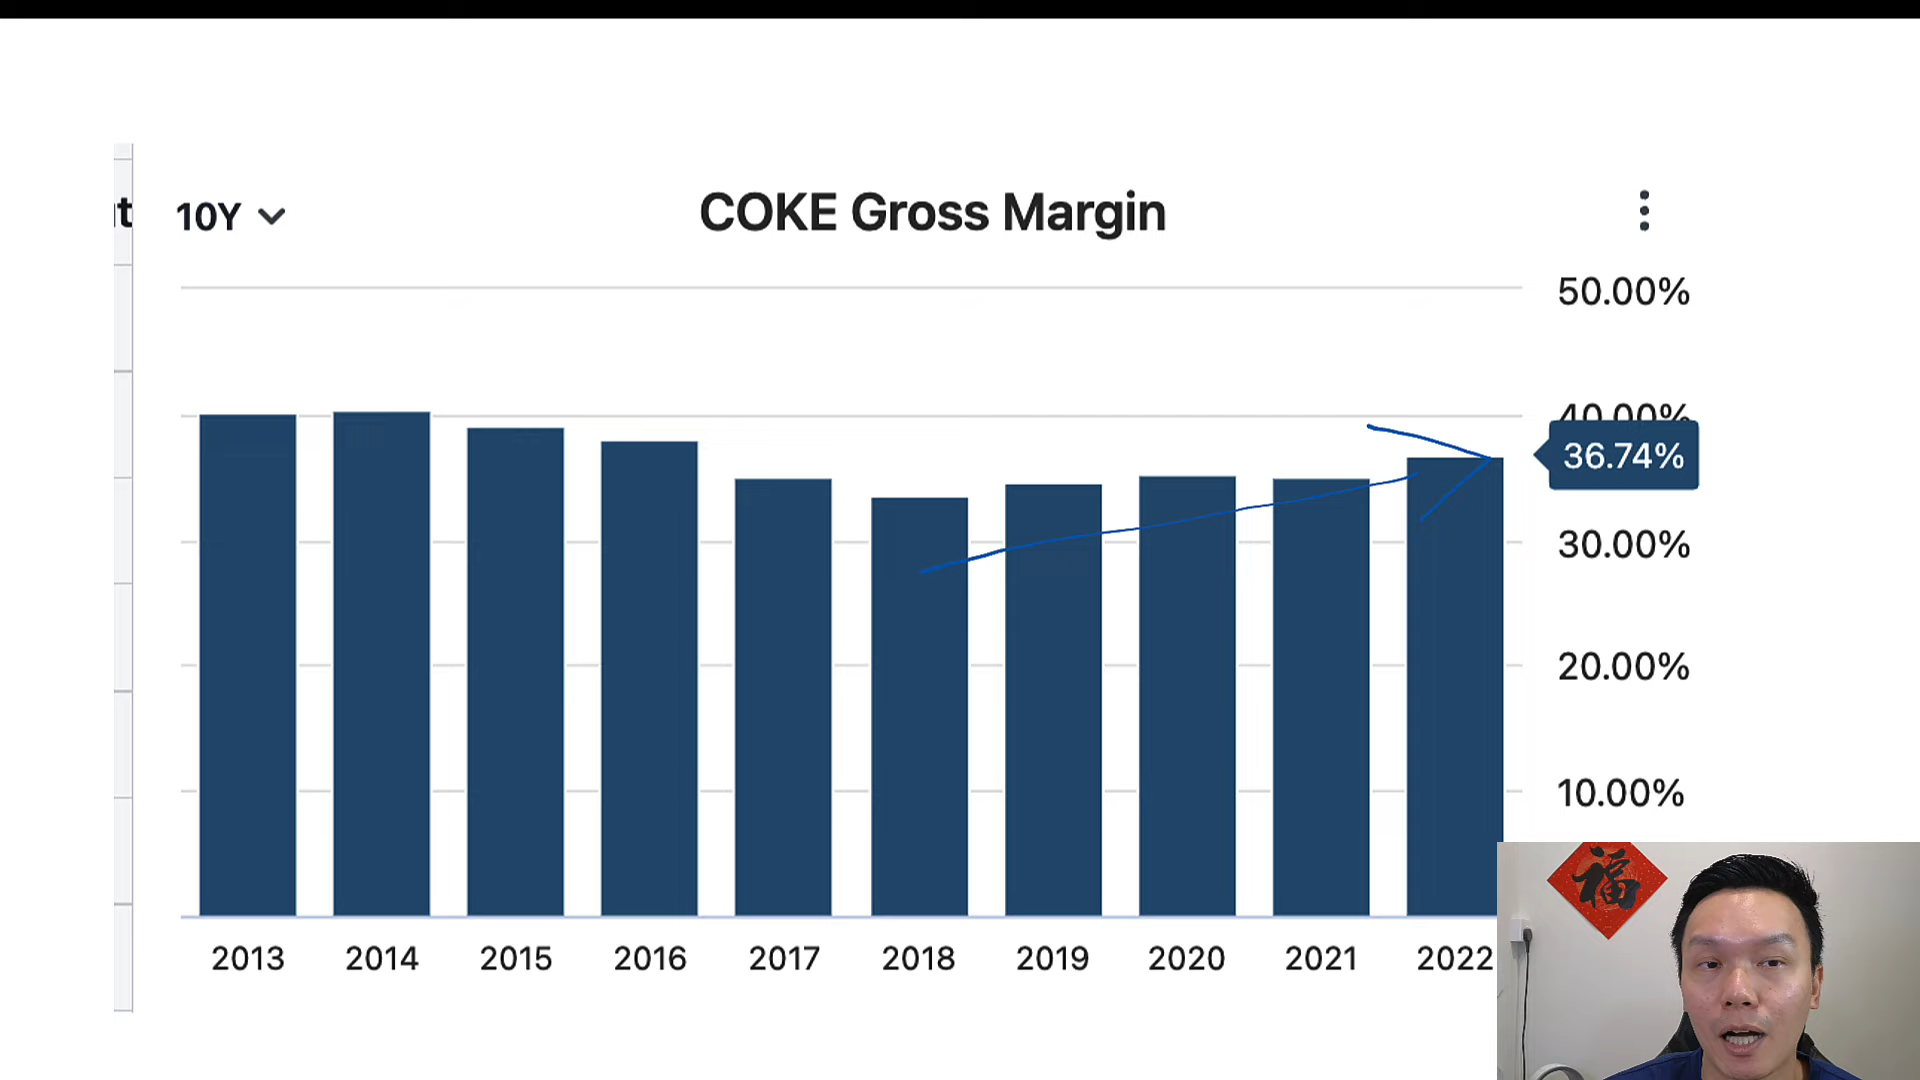 t
10Y
COKE Gross Margin
50.00%
40.00%
36.74%
30.00%
20.00%
10.00%
2013 2014 2015 2016 2017 2018 2019 2020 2021 2022
福